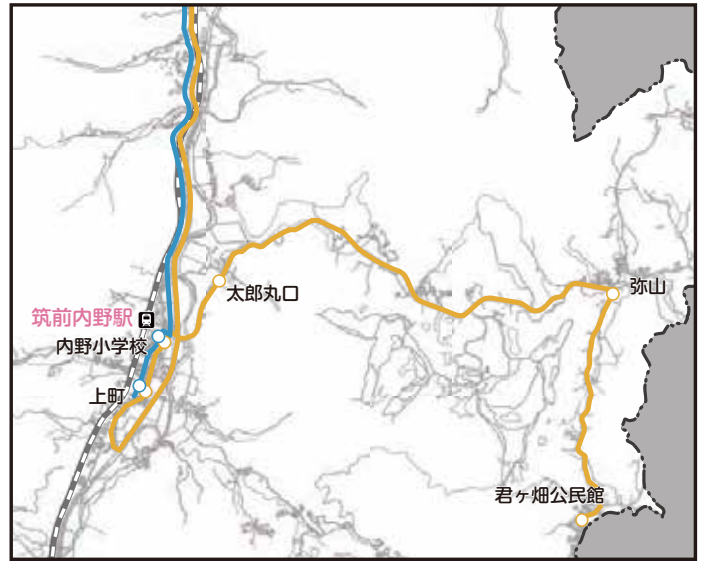 太郎丸口
弥山
筑前内野駅
内野小学校
上町
君ヶ畑公民館